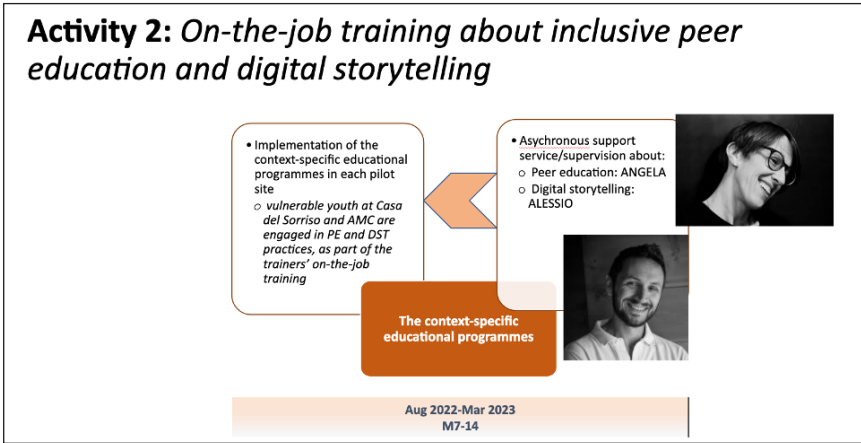 Activity 2: On-the-job training about inclusive peer
education and digital storytelling
• Implementation of the
context-specific educational
programmes in each pilot
site
o vulnerable youth at Casa
del Sorriso and AMC are
engaged in PE and DST
practices, as part of the
trainers' on-the-job
training
• Asychronous support
service/supervision about:
o Peer education: ANGELA
o Digital storytelling:
ALESSIO
The context-specific
educational programmes
Aug 2022-Mar 2023
M7-14